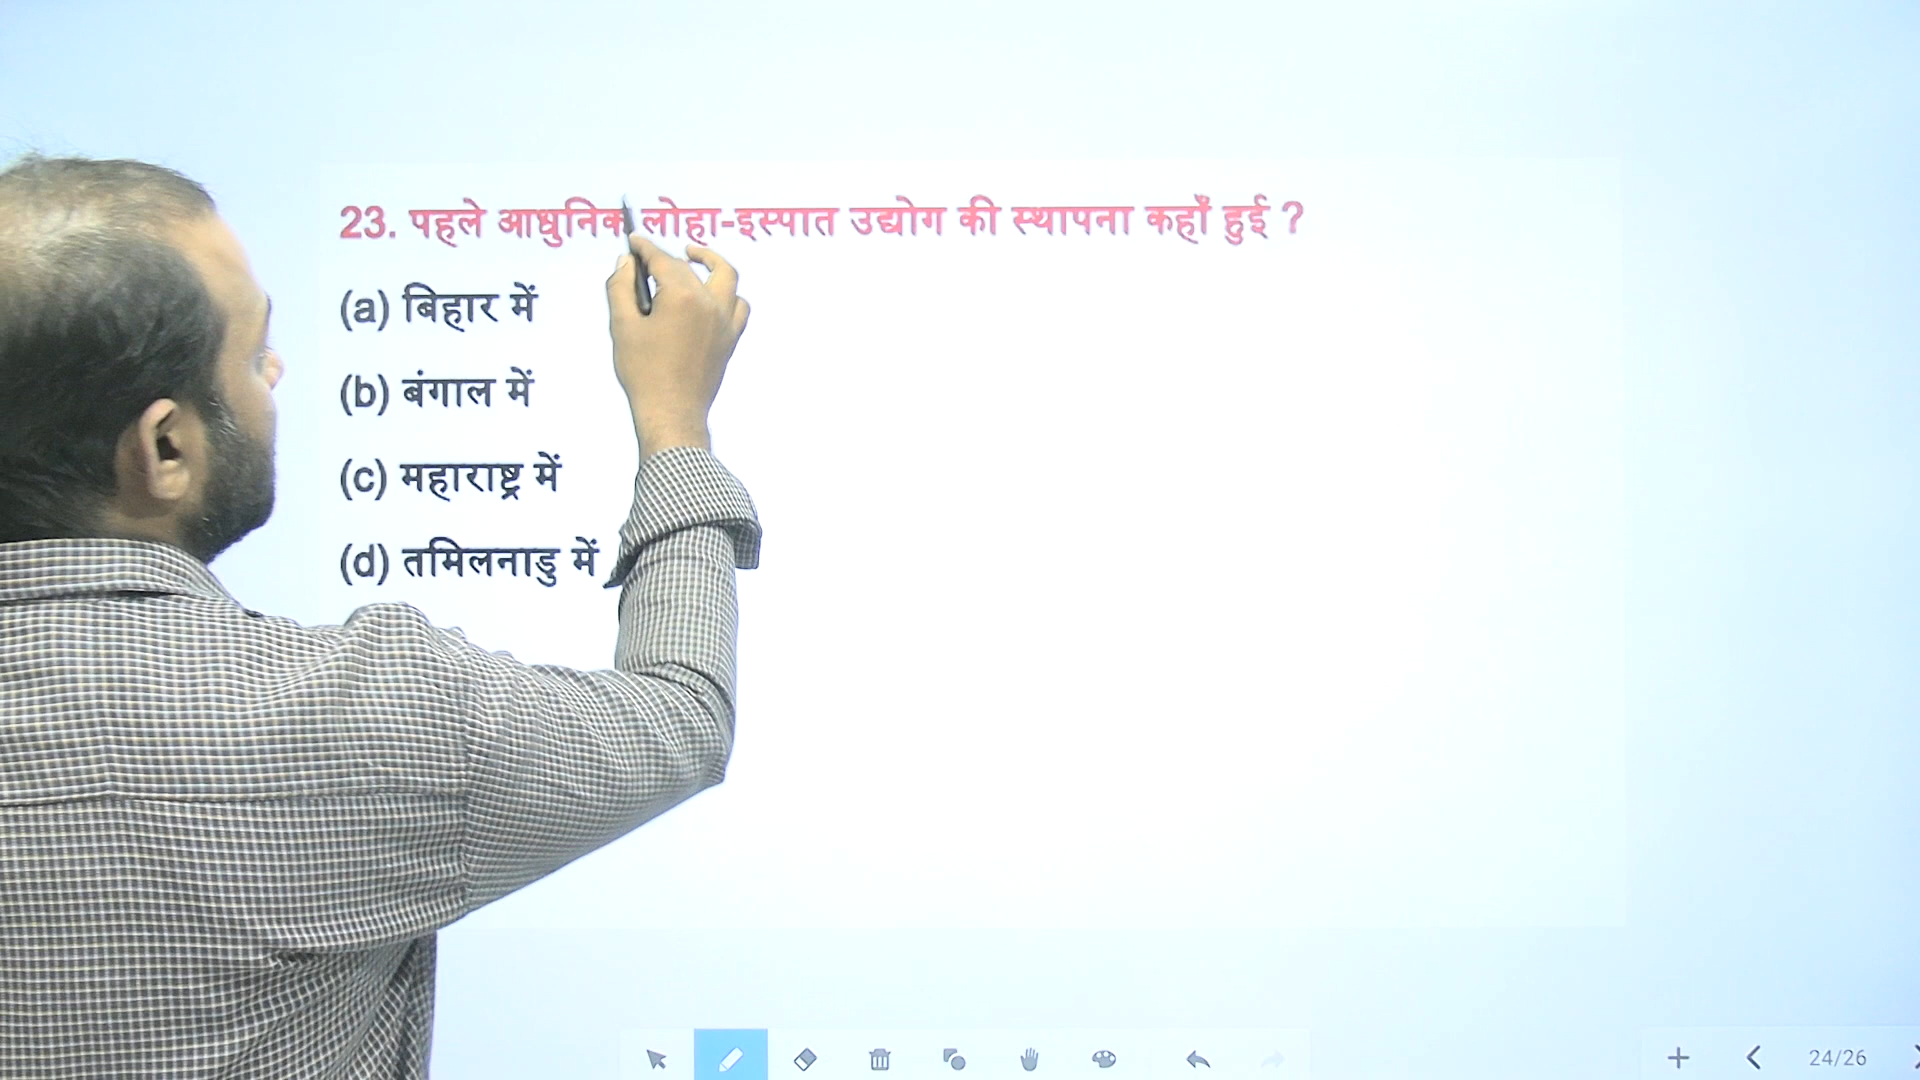 23. पहले आधुनिक लोहा-इस्पात उद्योग की स्थापना कहाँ हुई ?
(a) बिहार में
(b) बंगाल में
(c) महाराष्ट्र में
(d) तमिलनाडु में
24/26